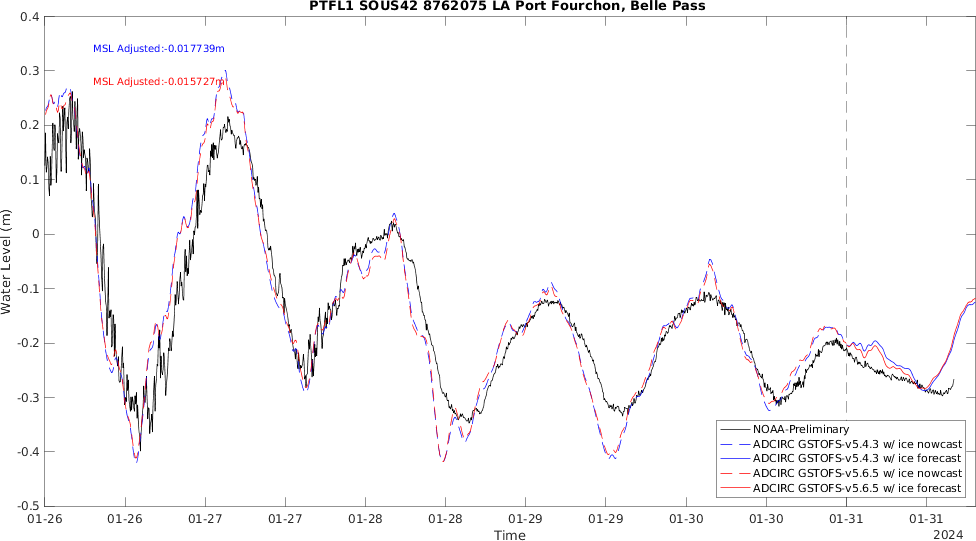 PTFL1 SOUS42 8762075 LA Port Fourchon, Belle Pass
0.4
0.3
0.2
0.1
0
-0.1
-0.2
-0.3
-0.4
-0.5
Water Level (m)
MSL Adjusted:-0.017739m
MSL Adjusted:-0.015727m
NOAA-Preliminary
ADCIRC GSTOFS-v5.4.3 w/ ice nowcast
ADCIRC GSTOFS-v5.4.3 w/ ice forecast
ADCIRC GSTOFS-v5.6.5 w/ ice nowcast
ADCIRC GSTOFS-v5.6.5 w/ ice forecast
01-26 01-26 01-27 01-27 01-28 01-28 01-29 01-29 01-30 01-30 01-31 01-31
2024
Time